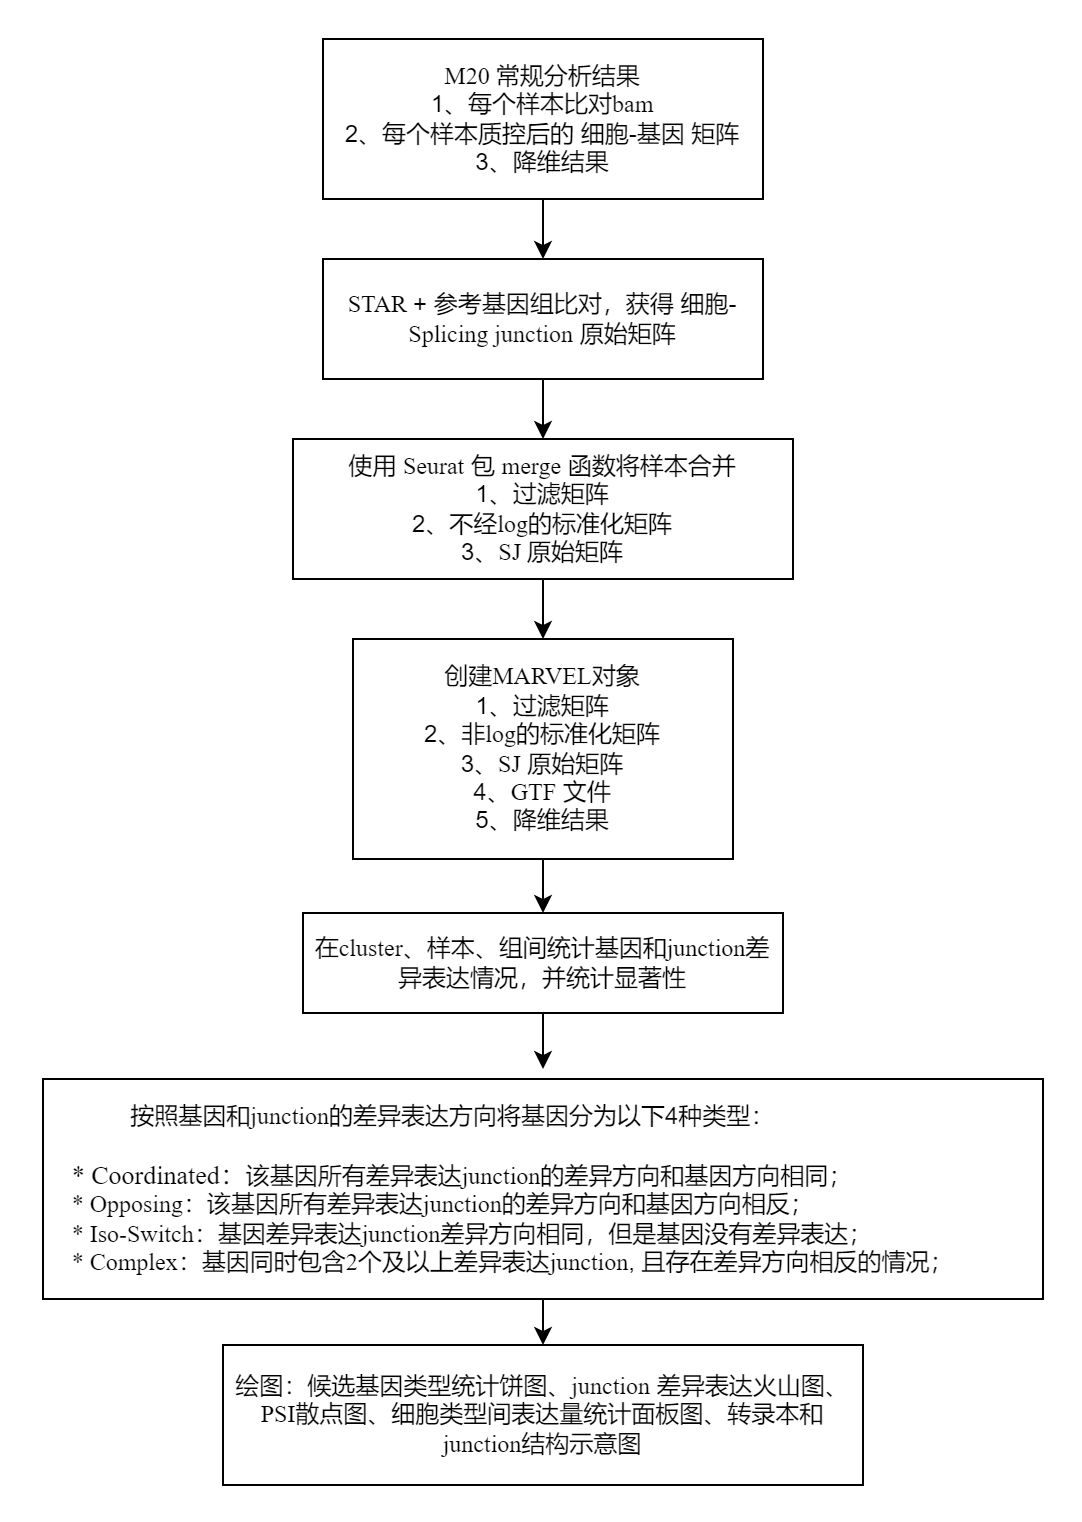 M20 常规分析结果
1、每个样本比对bam
2、每个样本质控后的 细胞-基因 矩阵
3、降维结果
STAR + 参考基因组比对，获得 细胞-
Splicing junction 原始矩阵
使用 Seurat 包 merge 函数将样本合并
1、过滤矩阵
2、不经log的标准化矩阵
3、SJ 原始矩阵
创建MARVEL对象
1、过滤矩阵
2、非log的标准化矩阵
3、SJ 原始矩阵
4、GTF 文件
5、降维结果
在cluster、样本、组间统计基因和junction差
异表达情况，并统计显著性
按照基因和junction的差异表达方向将基因分为以下4种类型：
* Coordinated：该基因所有差异表达junction的差异方向和基因方向相同；
* Opposing：该基因所有差异表达junction的差异方向和基因方向相反；
* Iso-Switch：基因差异表达junction差异方向相同，但是基因没有差异表达；
* Complex：基因同时包含2个及以上差异表达junction, 且存在差异方向相反的情况；
绘图：候选基因类型统计饼图、junction 差异表达火山图、
PSI散点图、细胞类型间表达量统计面板图、转录本和
junction结构示意图